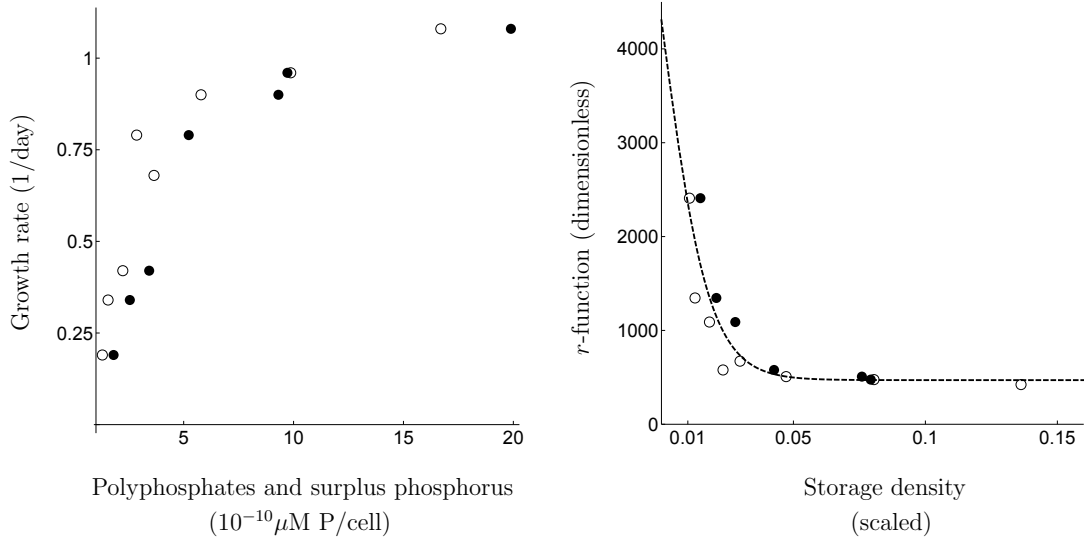 Growth rate (1/day)
1
0.75
0.5
0.25
5 10 15 20
Polyphosphates and surplus phosphorus
(10⁻¹⁰μM P/cell)
r-function (dimensionless)
4000
3000
2000
1000
0
0.01 0.05 0.1 0.15
Storage density
(scaled)